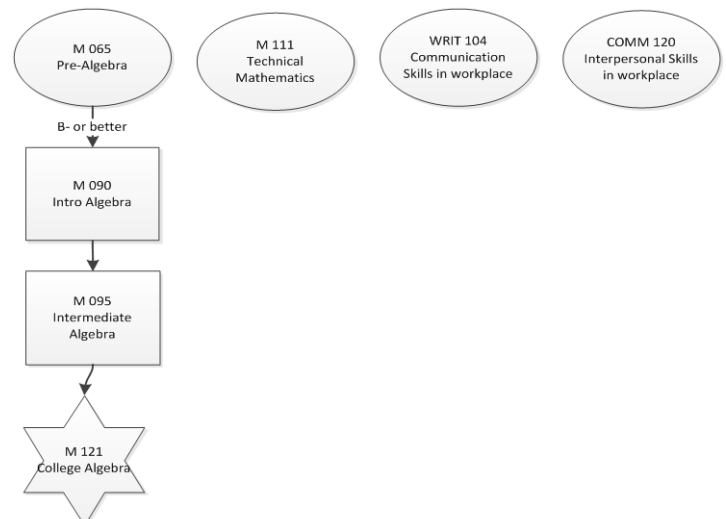 M 065
Pre-Algebra
M 111
Technical
Mathematics
WRIT 104
Communication
Skills in workplace
COMM 120
Interpersonal Skills
in workplace
B- or better
M 090
Intro Algebra
M 095
Intermediate
Algebra
M 121
College Algebra